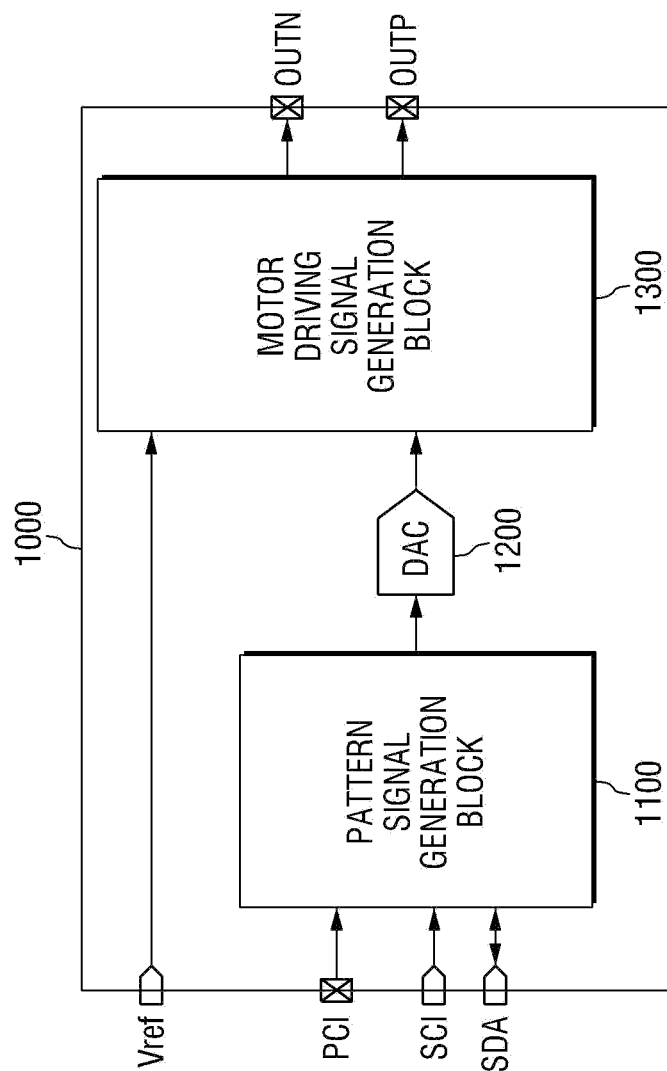 1000
Vref
PCI
SCI
SDA
PATTERN
SIGNAL
GENERATION
BLOCK
1100
DAC
1200
MOTOR
DRIVING
SIGNAL
GENERATION
BLOCK
1300
OUTN
OUTP